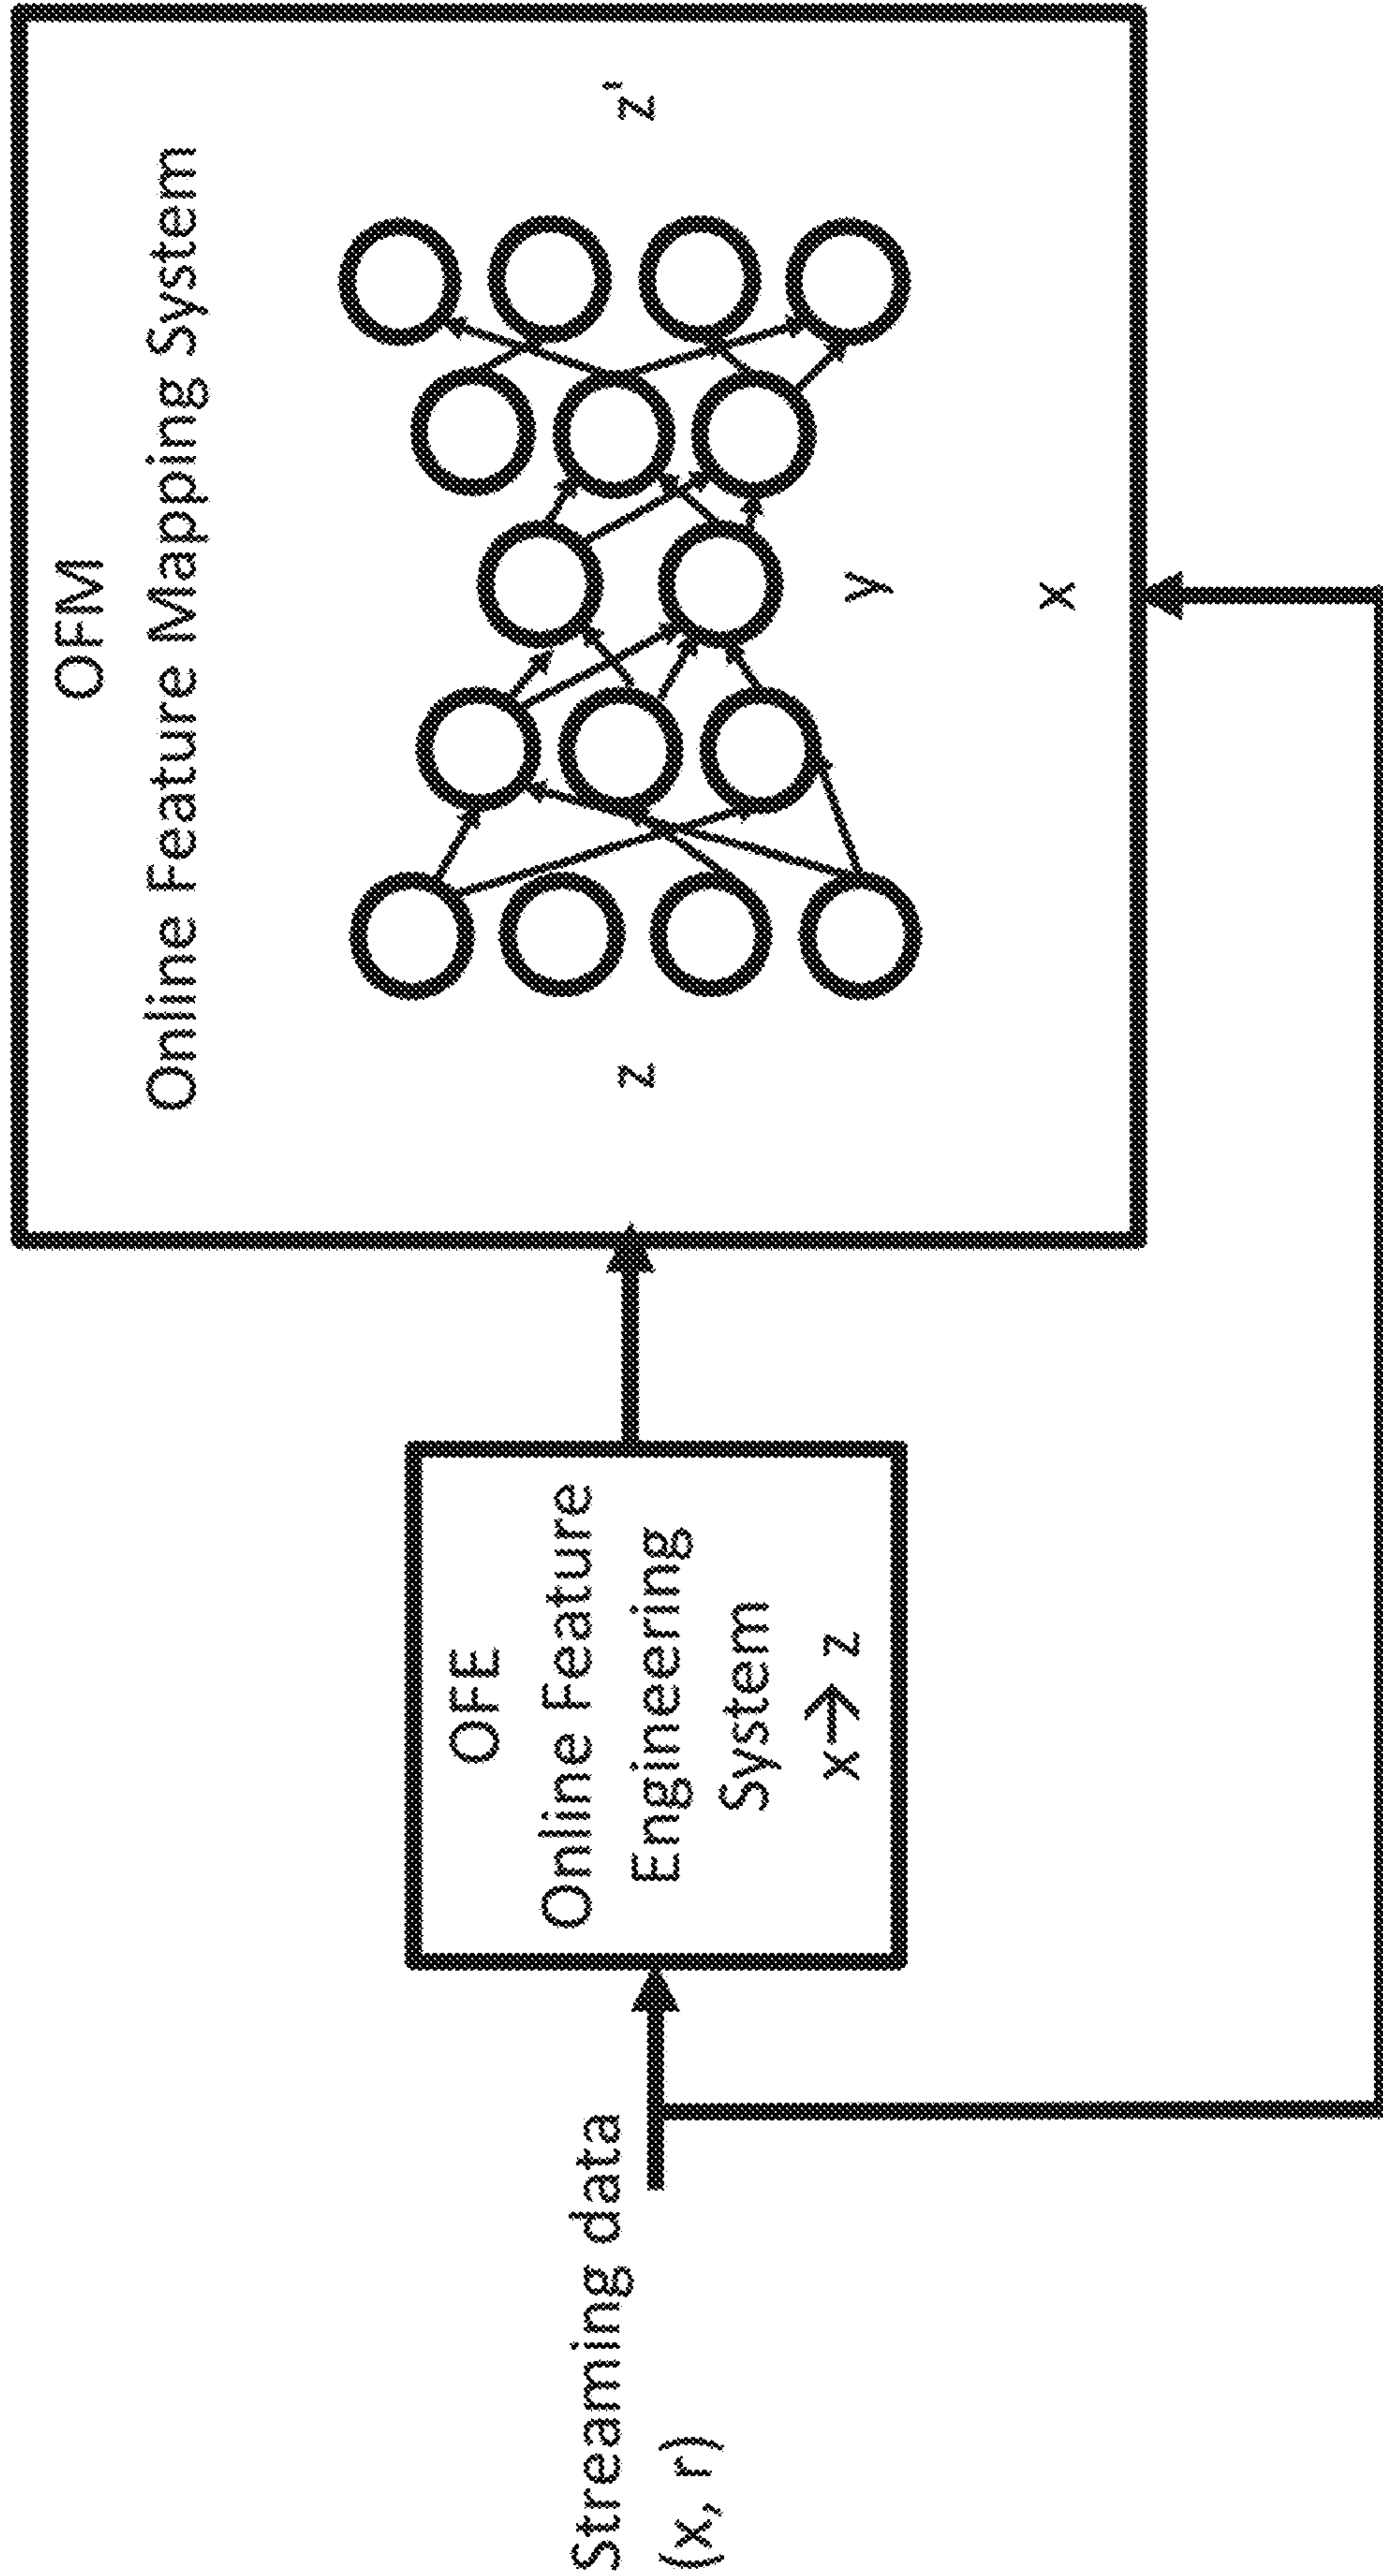 Streaming data
(x, r)
OFE
Online Feature
Engineering
System
x→ z
OFM
Online Feature Mapping System
z
y
x
z'